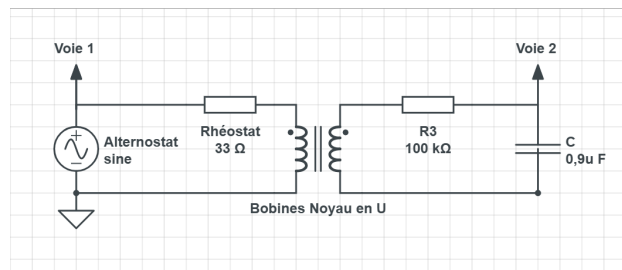 Voie 1
Voie 2
Alternostat
sine
Rhéostat
33 Ω
R3
100 kΩ
C
0,9u F
Bobines Noyau en U